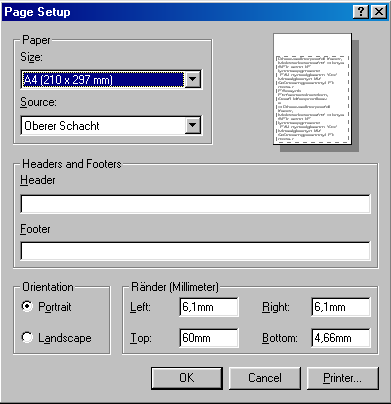 Page Setup
Paper
Size:
A4 (210 x 297 mm)
Source:
Oberer Schacht
Headers and Footers
Header
Footer
Orientation
Portrait
Landscape
Ränder (Millimeter)
Left: 6,1mm Right: 6,1mm
Top: 60mm Bottom: 4,66mm
OK Cancel Printer...